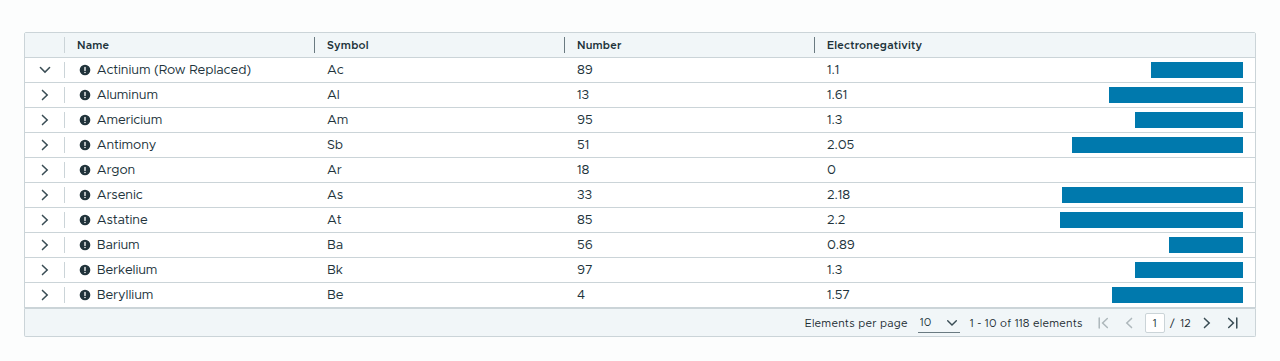 Name Symbol Number Electronegativity
Actinium (Row Replaced) Ac 89 1.1
Aluminum Al 13 1.61
Americium Am 95 1.3
Antimony Sb 51 2.05
Argon Ar 18 0
Arsenic As 33 2.18
Astatine At 85 2.2
Barium Ba 56 0.89
Berkelium Bk 97 1.3
Beryllium Be 4 1.57
Elements per page 10 1 - 10 of 118 elements 1 / 12